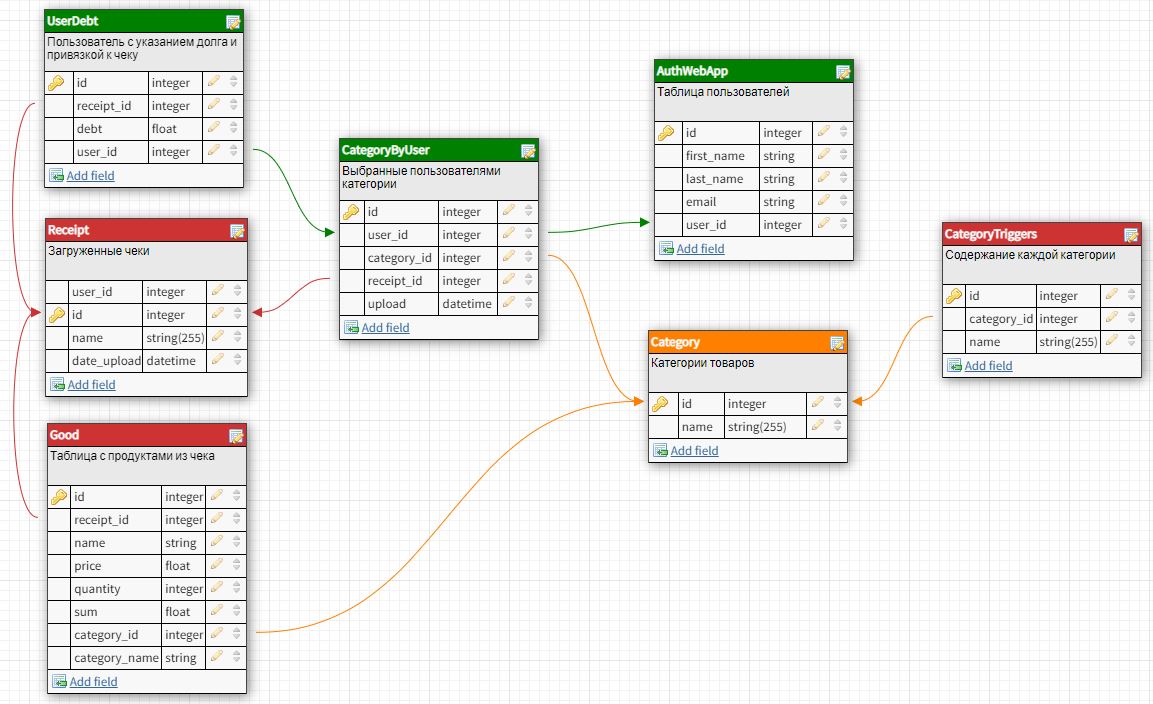 UserDebt
Пользователь с указанием долга и
привязкой к чеку
id integer
receipt_id integer
debt float
user_id integer
Add field
Receipt
Загруженные чеки
user_id integer
id integer
name string(255)
date_upload datetime
Add field
Good
Таблица с продуктами из чека
id integer
receipt_id integer
name string
price float
quantity integer
sum float
category_id integer
category_name string
Add field
CategoryByUser
Выбранные пользователями
категории
id integer
user_id integer
category_id integer
receipt_id integer
upload datetime
Add field
AuthWebApp
Таблица пользователей
id integer
first_name string
last_name string
email string
user_id integer
Add field
Category
Категории товаров
id integer
name string(255)
Add field
CategoryTriggers
Содержание каждой категории
id integer
category_id integer
name string(255)
Add field